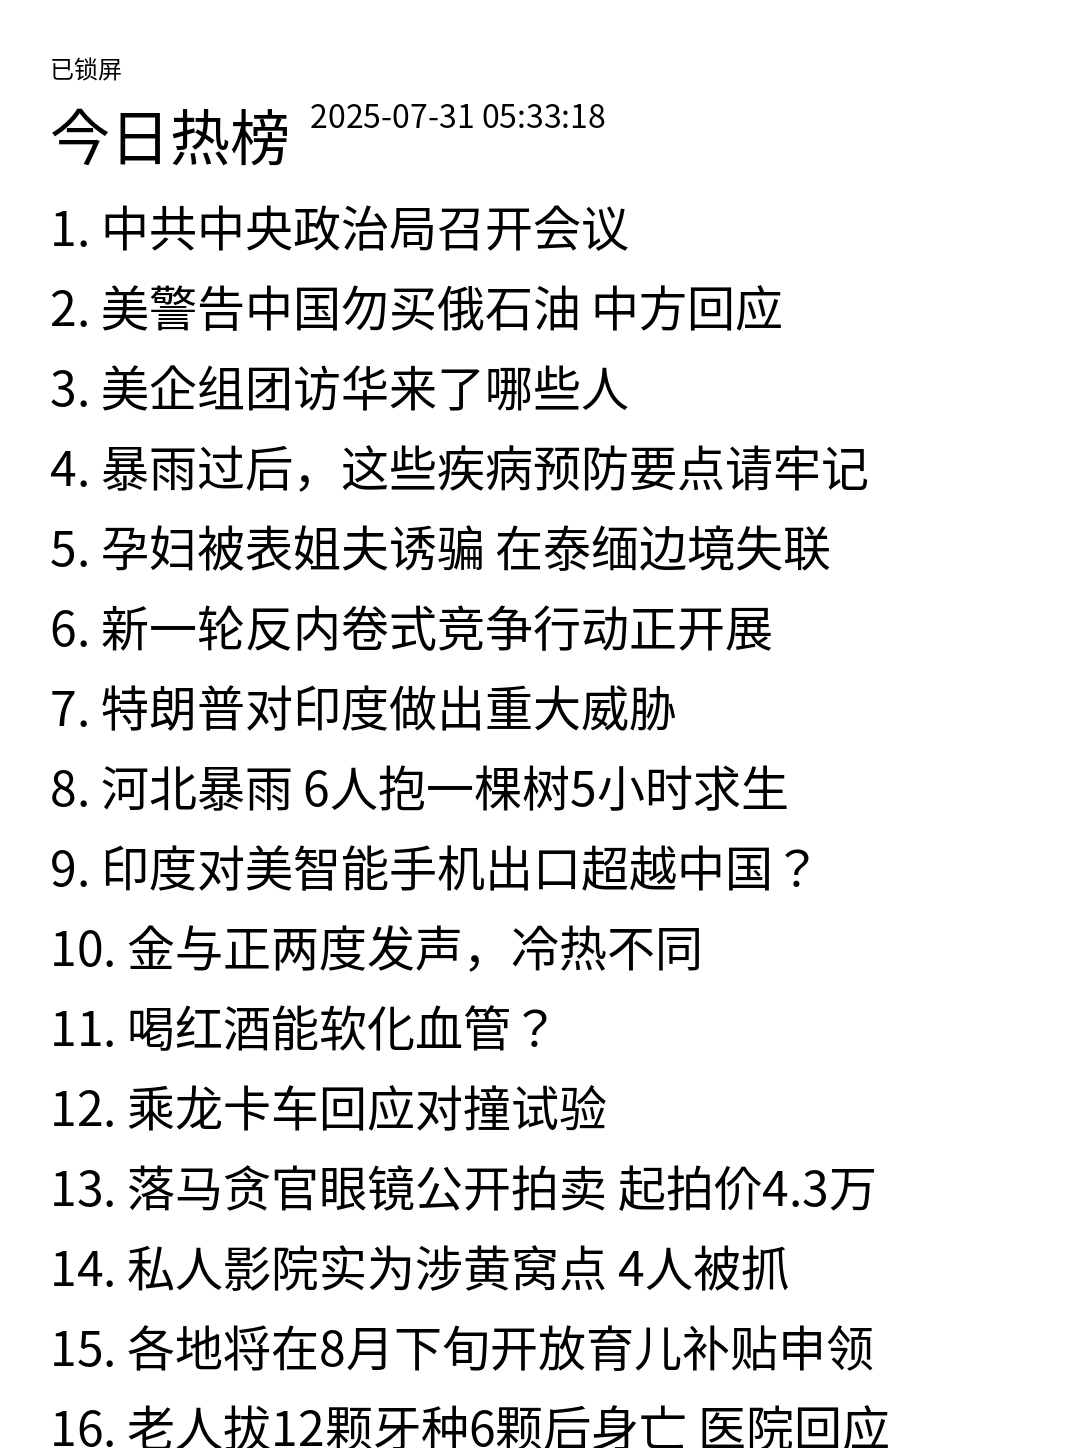 已锁屏
今日热榜 2025-07-31 05:33:18
1. 中共中央政治局召开会议
2. 美警告中国勿买俄石油 中方回应
3. 美企组团访华来了哪些人
4. 暴雨过后，这些疾病预防要点请牢记
5. 孕妇被表姐夫诱骗 在泰缅边境失联
6. 新一轮反内卷式竞争行动正开展
7. 特朗普对印度做出重大威胁
8. 河北暴雨 6人抱一棵树5小时求生
9. 印度对美智能手机出口超越中国？
10. 金与正两度发声，冷热不同
11. 喝红酒能软化血管？
12. 乘龙卡车回应对撞试验
13. 落马贪官眼镜公开拍卖 起拍价4.3万
14. 私人影院实为涉黄窝点 4人被抓
15. 各地将在8月下旬开放育儿补贴申领
16. 老人拔12颗牙种6颗后身亡 医院回应